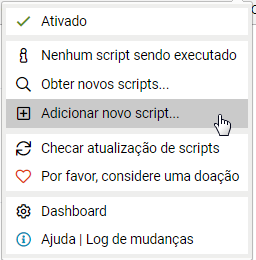 Ativado
Nenhum script sendo executado
Obter novos scripts...
Adicionar novo script...
Checar atualização de scripts
Por favor, considere uma doação
Dashboard
Ajuda | Log de mudanças